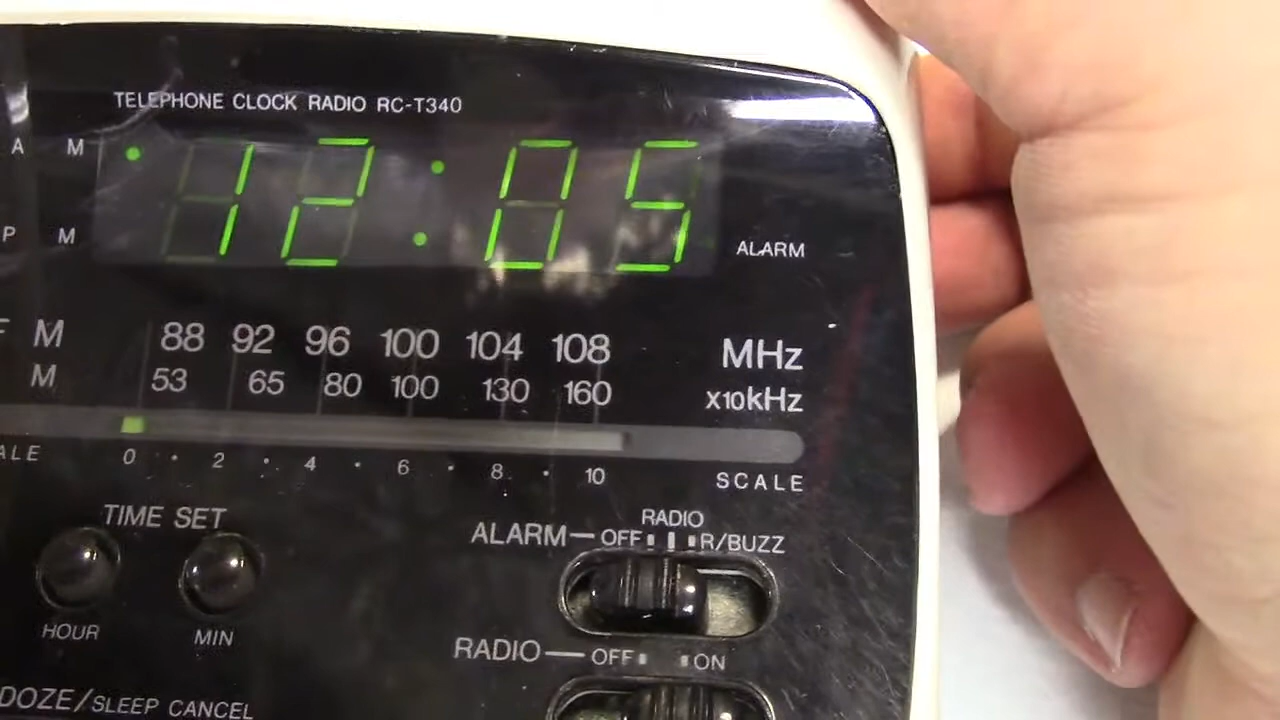 TELEPHONE CLOCK RADIO RC-T340
A M
12:05
P M
ALARM
F M 88 92 96 100 104 108 MHz
M 53 65 80 100 130 160 x10kHz
ALE 0 · 2 · 4 · 6 · 8 · 10 SCALE
TIME SET
RADIO
ALARM— OFF R/BUZZ
HOUR MIN
RADIO— OFF ON
DOZE/SLEEP CANCEL